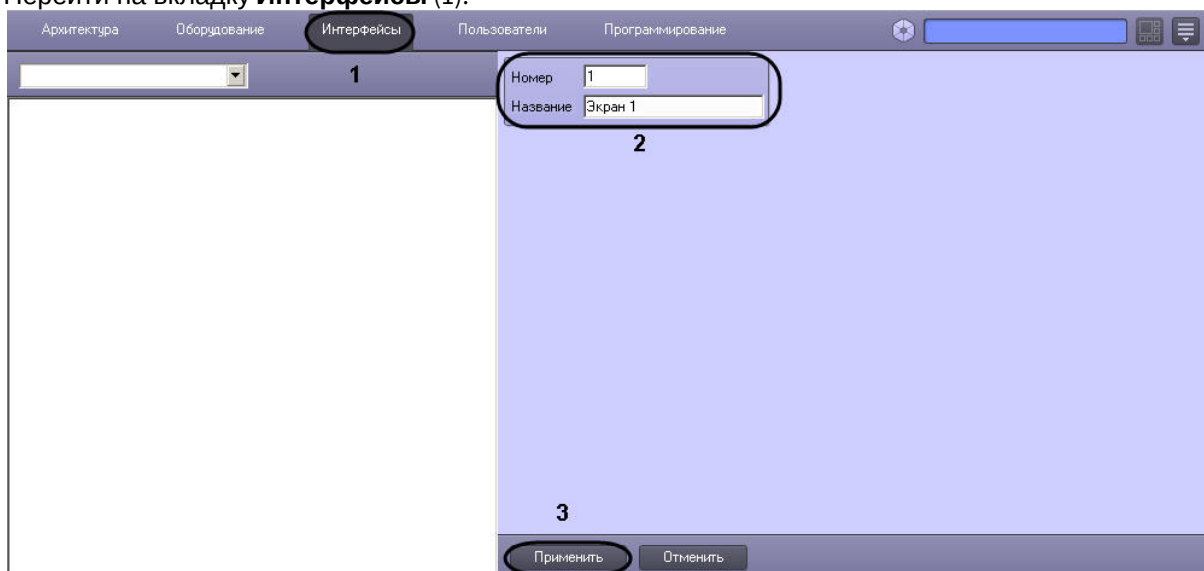 Перейти на вкладку Интерфейсы (1).
Архитектура Оборудование Интерфейсы Пользователи Программирование
1
Номер 1
Название Экран 1
2
3
Применить Отменить